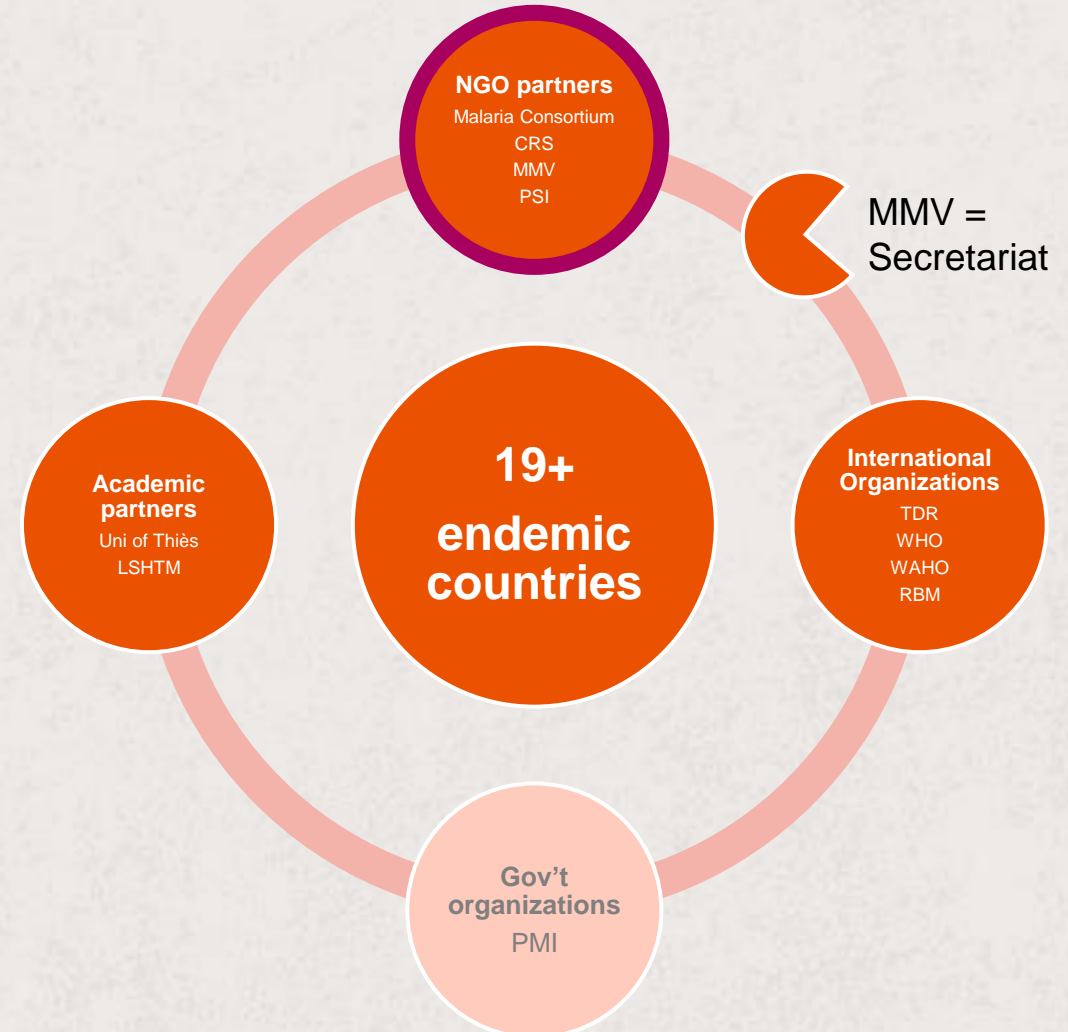 NGO partners
Malaria Consortium
CRS
MMV
PSI
MMV =
Secretariat
Academic
partners
Uni of Thiès
LSHTM
19+
endemic
countries
International
Organizations
TDR
WHO
WAHO
RBM
Gov’t
organizations
PMI